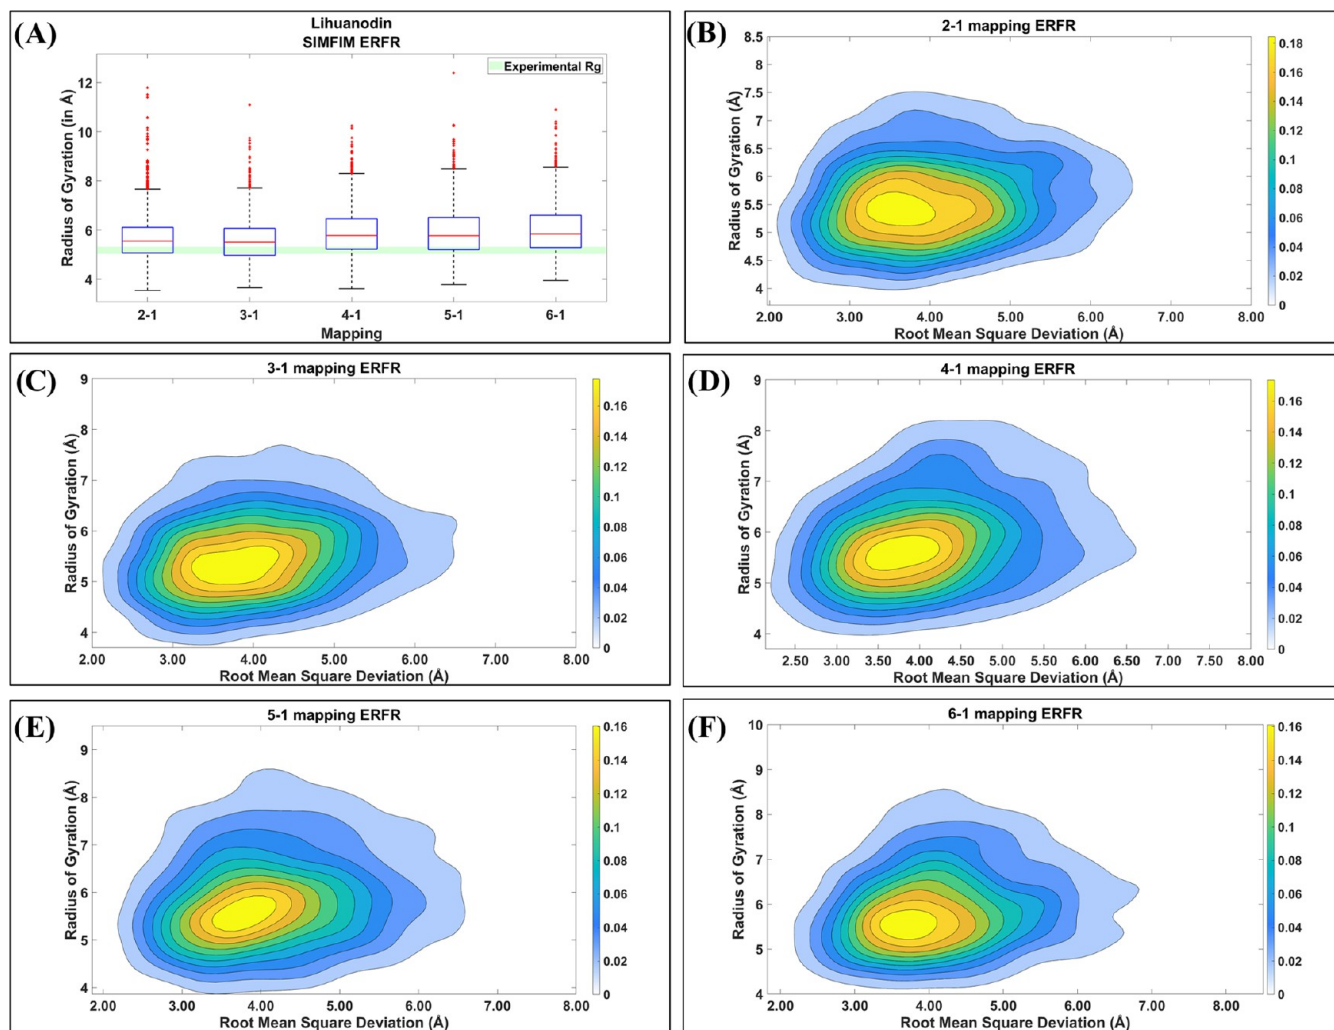 (A)
Lihuanodin
SIMFIM ERFR
Experimental Rg
Radius of Gyration (in Å)
12
10
8
6
4
2-1 3-1 4-1 5-1 6-1
Mapping
(B)
2-1 mapping ERFR
Radius of Gyration (Å)
8.5
7.5
6.5
6
5.5
5
4.5
4
2.00 3.00 4.00 5.00 6.00 7.00 8.00
Root Mean Square Deviation (Å)
0.18
0.16
0.14
0.12
0.1
0.08
0.06
0.04
0.02
0
(C)
3-1 mapping ERFR
Radius of Gyration (Å)
9
8
7
6
5
4
2.00 3.00 4.00 5.00 6.00 7.00 8.00
Root Mean Square Deviation (Å)
0.16
0.14
0.12
0.1
0.08
0.06
0.04
0.02
0
(D)
4-1 mapping ERFR
Radius of Gyration (Å)
9
8
7
6
5
4
2.50 3.00 3.50 4.00 4.50 5.00 5.50 6.00 6.50 7.00 8.00
Root Mean Square Deviation (Å)
0.16
0.14
0.12
0.1
0.08
0.06
0.04
0.02
0
(E)
5-1 mapping ERFR
Radius of Gyration (Å)
9
8
7
6
5
4
2.00 3.00 4.00 5.00 6.00 7.00 8.00
Root Mean Square Deviation (Å)
0.16
0.14
0.12
0.1
0.08
0.06
0.04
0.02
0
(F)
6-1 mapping ERFR
Radius of Gyration (Å)
10
9
8
7
6
5
4
2.00 3.00 4.00 5.00 6.00 7.00 8.00
Root Mean Square Deviation (Å)
0.16
0.14
0.12
0.1
0.08
0.06
0.04
0.02
0